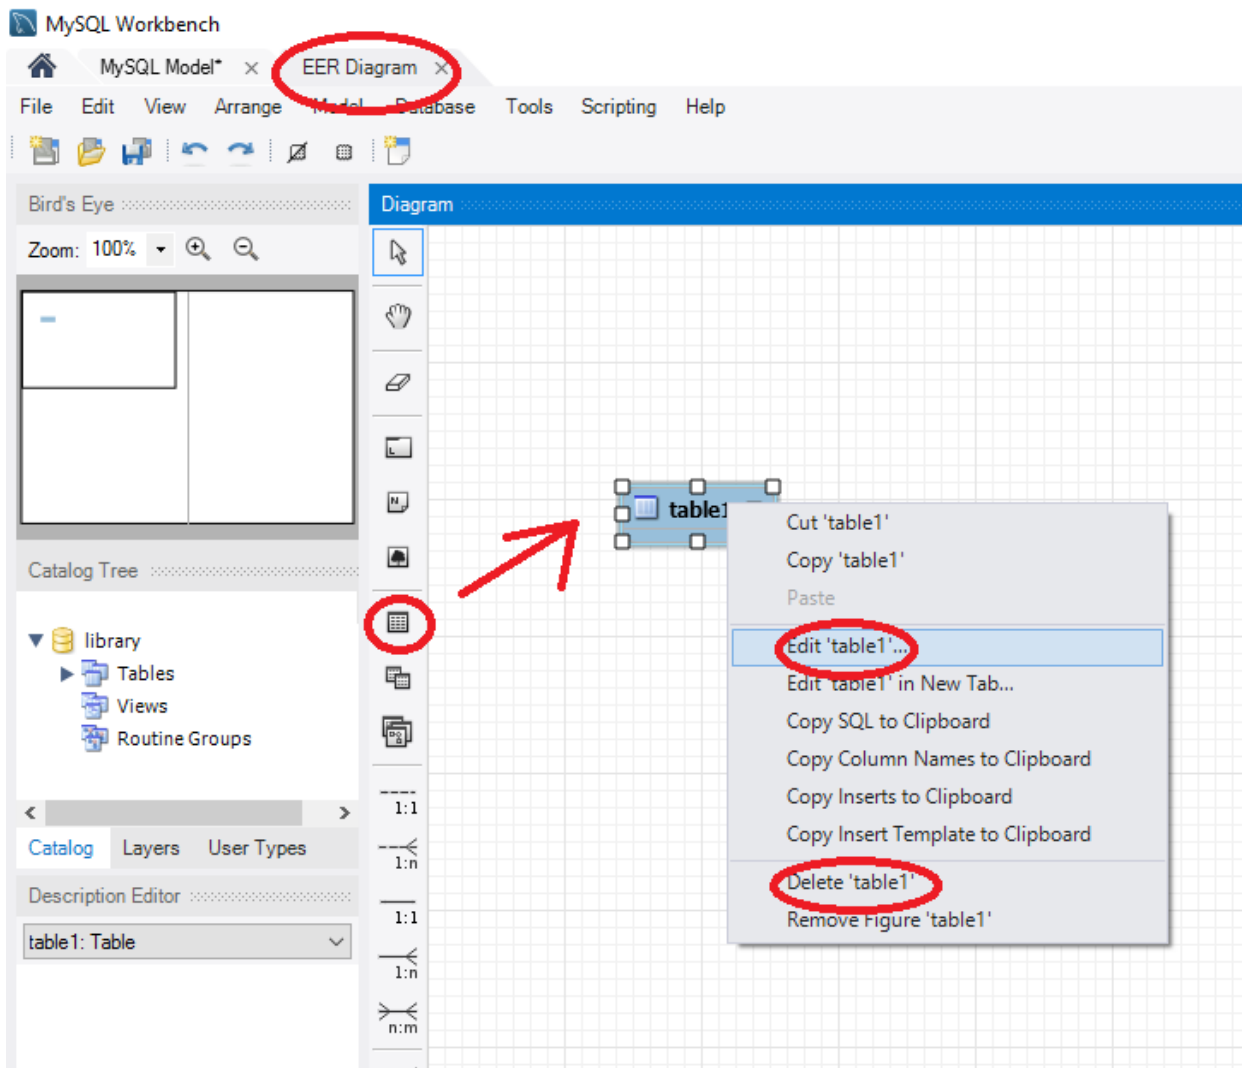 MySQL Workbench
MySQL Model* × EER Diagram ×
File Edit View Arrange Model Database Tools Scripting Help
Bird's Eye
Zoom: 100%
Diagram
L
N
table1
Cut 'table1'
Copy 'table1'
Paste
Edit 'table1'...
Edit 'table1' in New Tab...
Copy SQL to Clipboard
Copy Column Names to Clipboard
Copy Inserts to Clipboard
Copy Insert Template to Clipboard
Delete 'table1'
Remove Figure 'table1'
Catalog Tree
library
Tables
Views
Routine Groups
Catalog Layers User Types
Description Editor
table1: Table
1:1
1:n
1:1
1:n
n:m